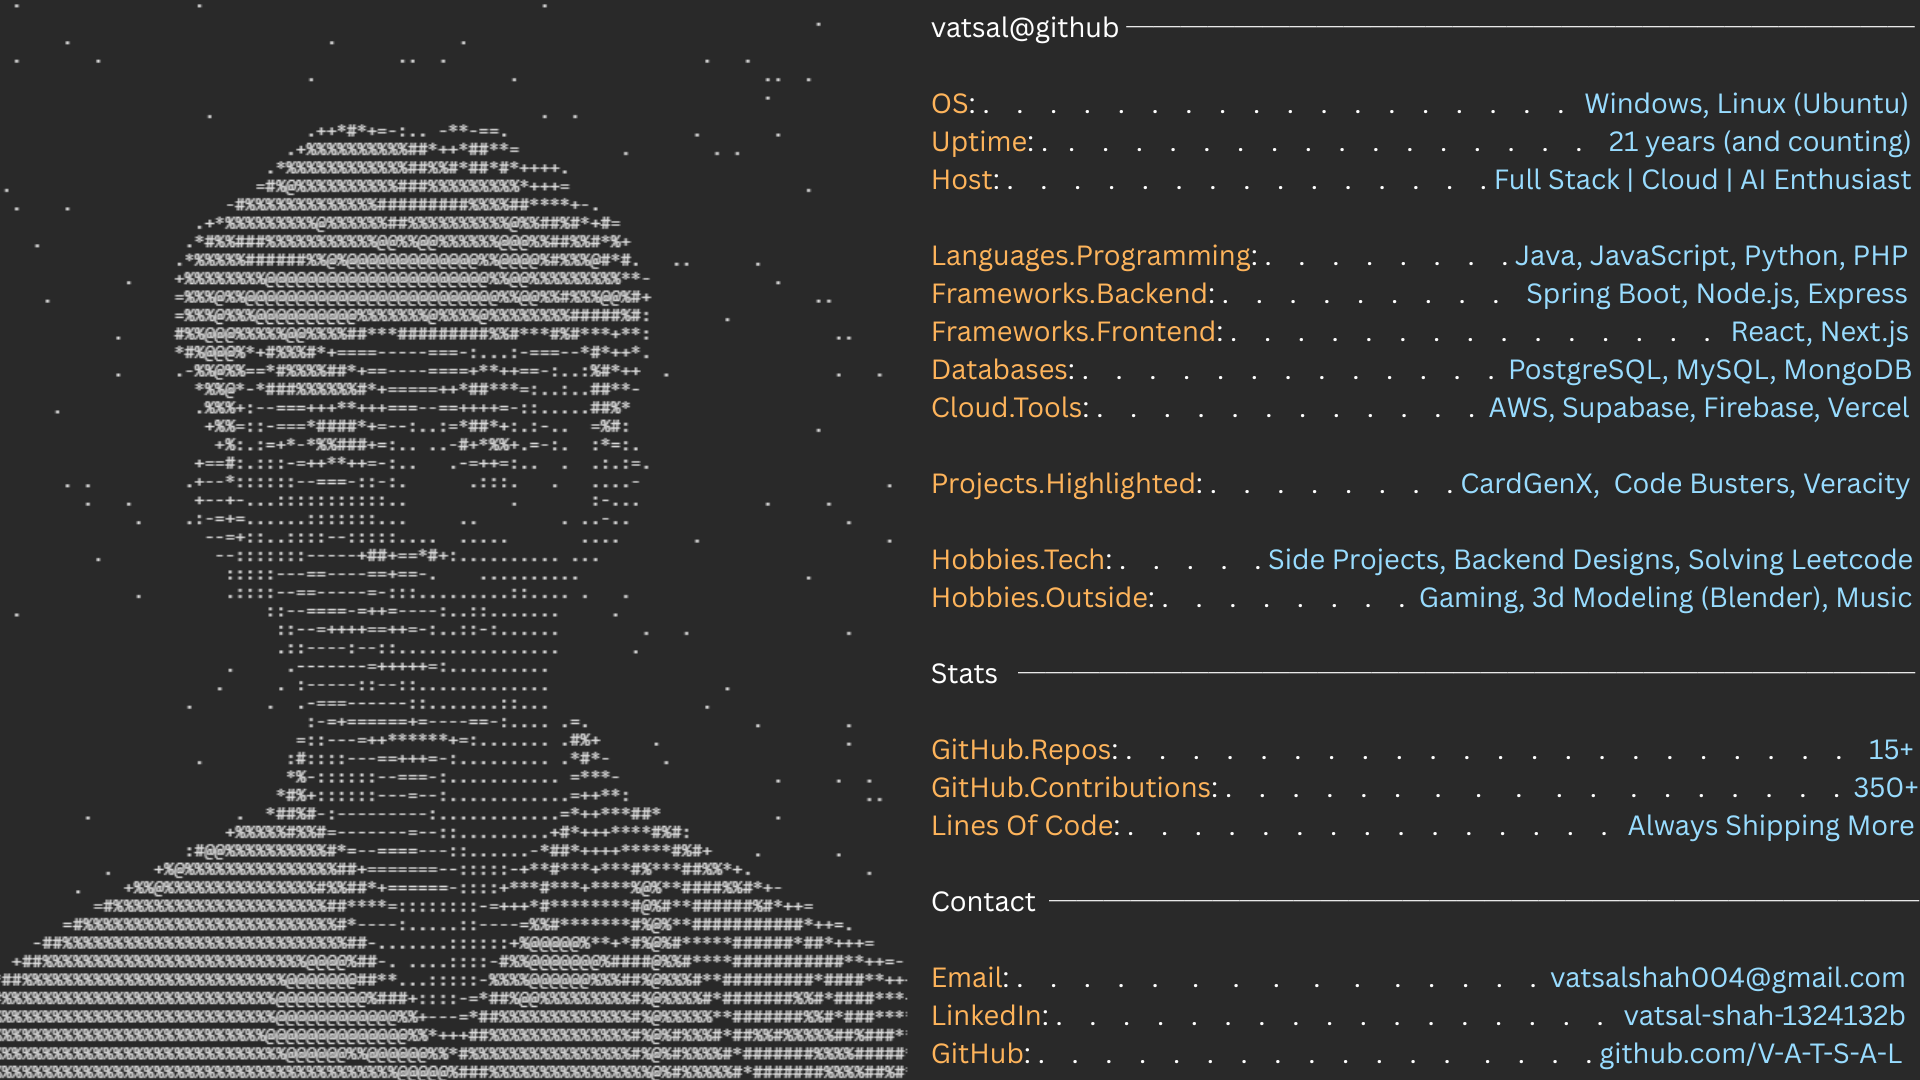 vatsal@github
OS: . . . . . . . . . . . . . . . . . . Windows, Linux (Ubuntu)
Uptime: . . . . . . . . . . . . . . . . . 21 years (and counting)
Host: . . . . . . . . . . . . . . . Full Stack | Cloud | AI Enthusiast
Languages.Programming: . . . . . . . . Java, JavaScript, Python, PHP
Frameworks.Backend: . . . . . . . . . Spring Boot, Node.js, Express
Frameworks.Frontend: . . . . . . . . . . . . . . . React, Next.js
Databases: . . . . . . . . . . . . . PostgreSQL, MySQL, MongoDB
Cloud.Tools: . . . . . . . . . . . . AWS, Supabase, Firebase, Vercel
Projects.Highlighted: . . . . . . . . CardGenX, Code Busters, Veracity
Hobbies.Tech: . . . . . Side Projects, Backend Designs, Solving Leetcode
Hobbies.Outside: . . . . . . . . Gaming, 3d Modeling (Blender), Music
Stats
GitHub.Repos: . . . . . . . . . . . . . . . . . . . . . . 15+
GitHub.Contributions: . . . . . . . . . . . . . . . . . . . 350+
Lines Of Code: . . . . . . . . . . . . . . . Always Shipping More
Contact
Email: . . . . . . . . . . . . . . . . vatsalshah004@gmail.com
LinkedIn: . . . . . . . . . . . . . . . . . vatsal-shah-1324132b
GitHub: . . . . . . . . . . . . . . . . . github.com/V-A-T-S-A-L